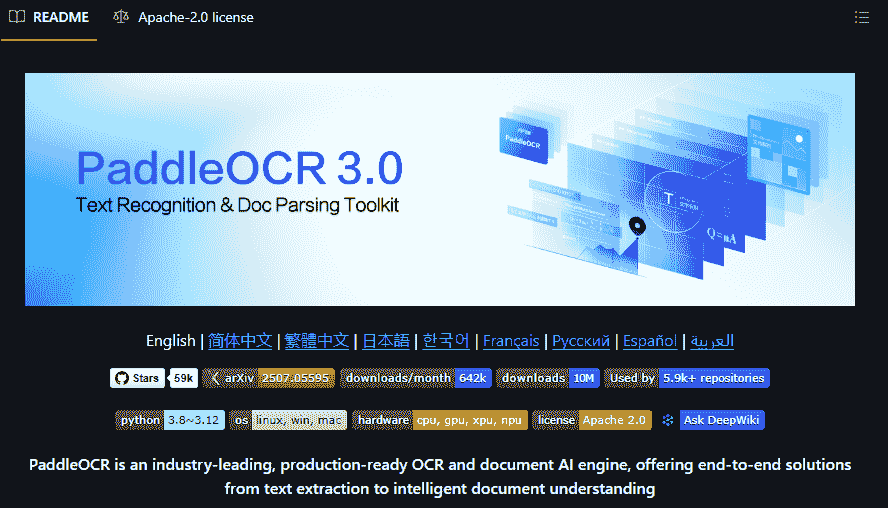 README Apache-2.0 license
PaddleOCR 3.0
Text Recognition & Doc Parsing Toolkit
PaddleOCR
T
English | 简体中文 | 繁體中文 | 日本語 | 한국어 | Français | Русский | Español | العربية
Stars 59k arXiv 2507.05595 downloads/month 642k downloads 10M Used by 5.9k+ repositories
python 3.8~3.12 os linux, win, mac hardware cpu, gpu, xpu, npu license Apache 2.0 Ask DeepWiki
PaddleOCR is an industry-leading, production-ready OCR and document AI engine, offering end-to-end solutions
from text extraction to intelligent document understanding